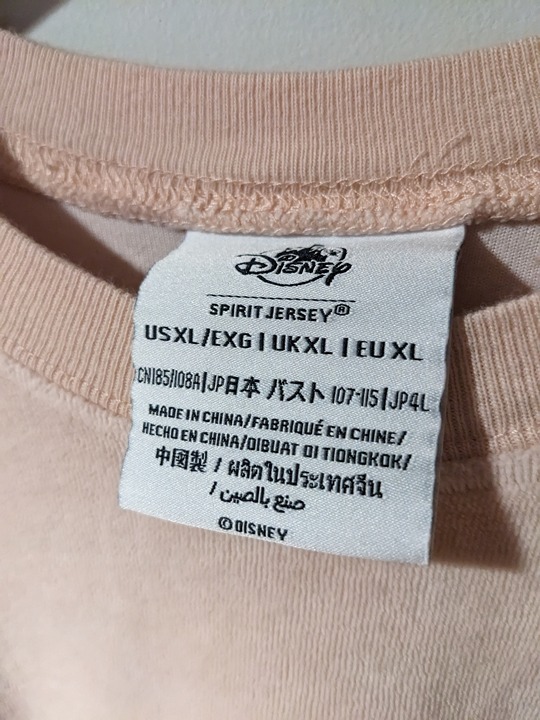 DISNEY
SPIRIT JERSEY®
US XL/EXG | UK XL | EU XL
CN185/108A|JP日本 バスト 107-115|JP4L
MADE IN CHINA/FABRIQUÉ EN CHINE/
HECHO EN CHINA/DIBUAT DI TIONGKOK/
中國製 / ผลิตในประเทศจีน
/ صنع بالصين
© DISNEY